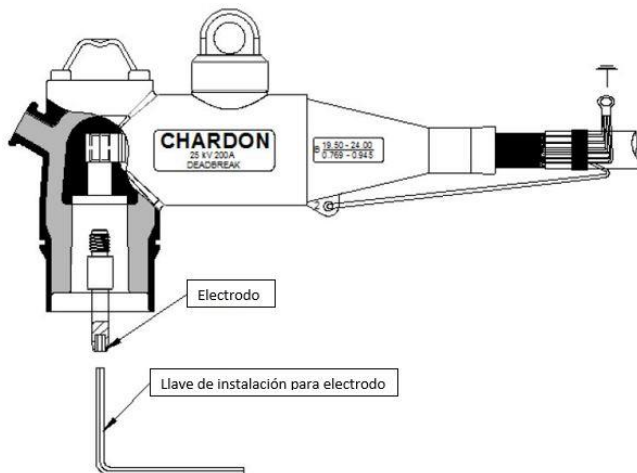 CHARDON
25 kV 200A
DEADBREAK
B 19.50 - 24.00
0.769 - 0.945
Electrodo
Llave de instalación para electrodo